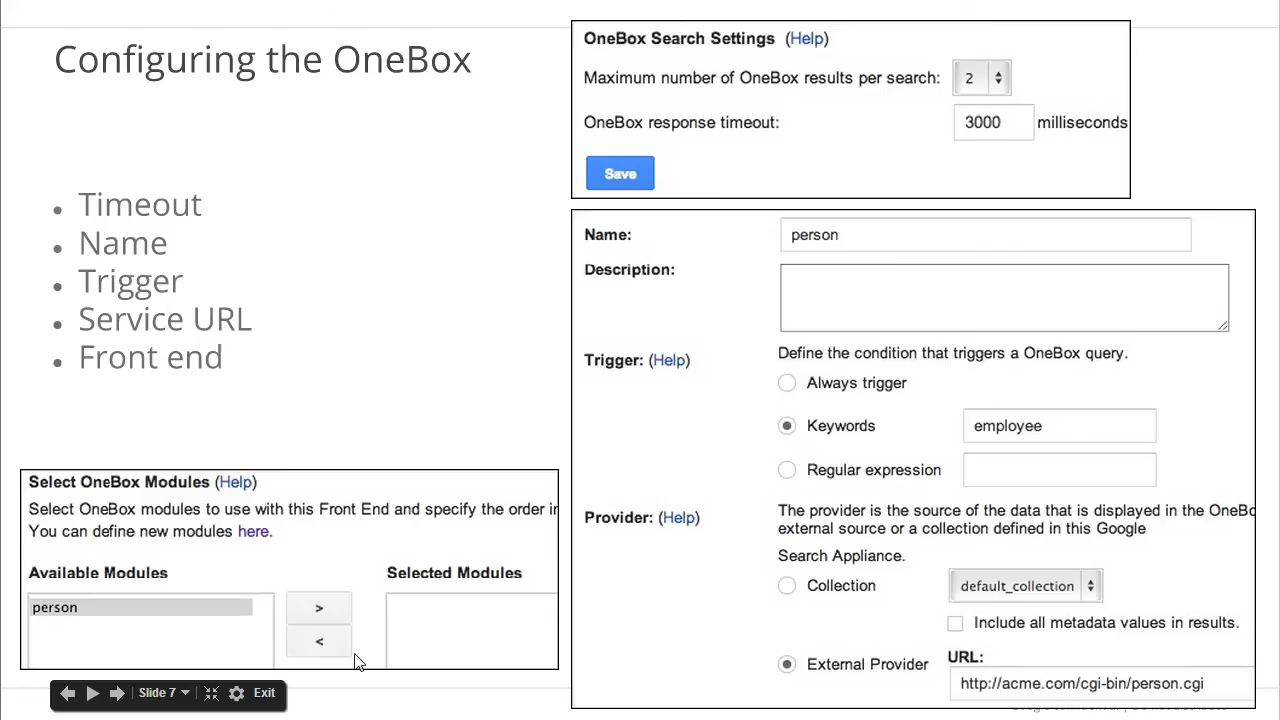 Configuring the OneBox
Timeout
Name
Trigger
Service URL
Front end
OneBox Search Settings (Help)
Maximum number of OneBox results per search: 2
OneBox response timeout: 3000 milliseconds
Save
Name: person
Description:
Trigger: (Help) Define the condition that triggers a OneBox query.
Always trigger
Keywords employee
Regular expression
Provider: (Help) The provider is the source of the data that is displayed in the OneBo
external source or a collection defined in this Google
Search Appliance.
Collection default_collection
Include all metadata values in results.
External Provider URL:
http://acme.com/cgi-bin/person.cgi
Select OneBox Modules (Help)
Select OneBox modules to use with this Front End and specify the order in
You can define new modules here.
Available Modules Selected Modules
person >
<
Slide 7 Exit